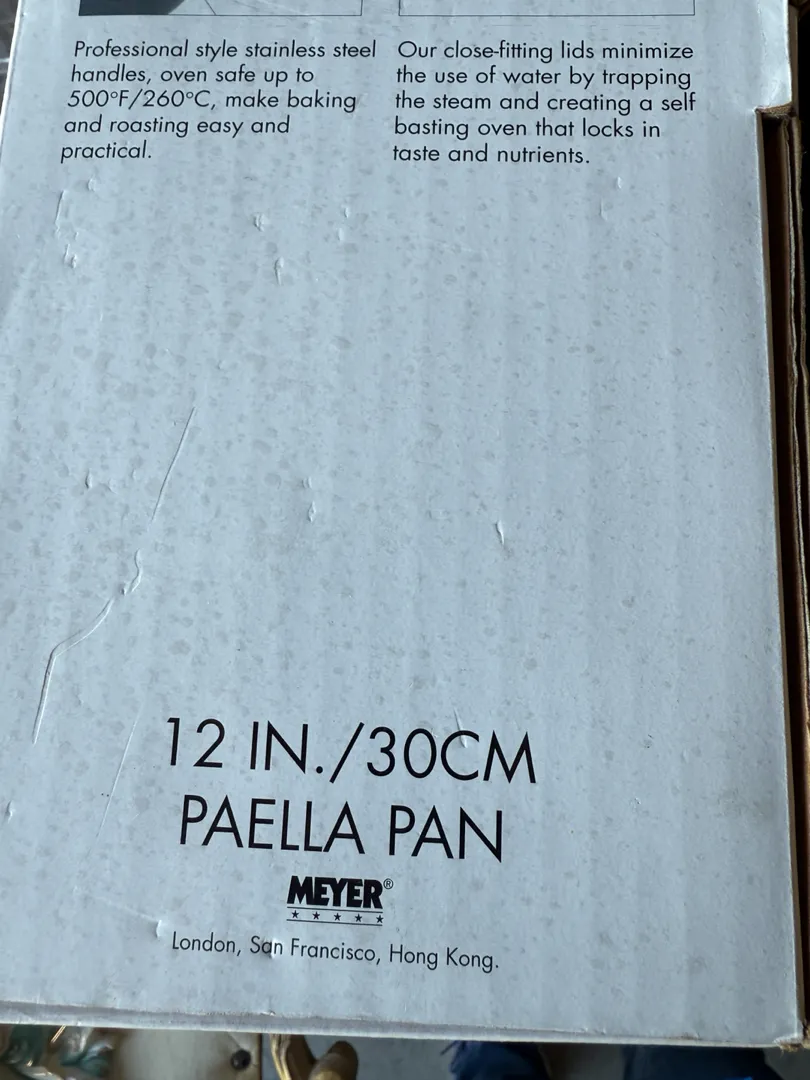 Professional style stainless steel
handles, oven safe up to
500°F/260°C, make baking
and roasting easy and
practical.
Our close-fitting lids minimize
the use of water by trapping
the steam and creating a self
basting oven that locks in
taste and nutrients.
12 IN./30CM
PAELLA PAN
MEYER®
London, San Francisco, Hong Kong.